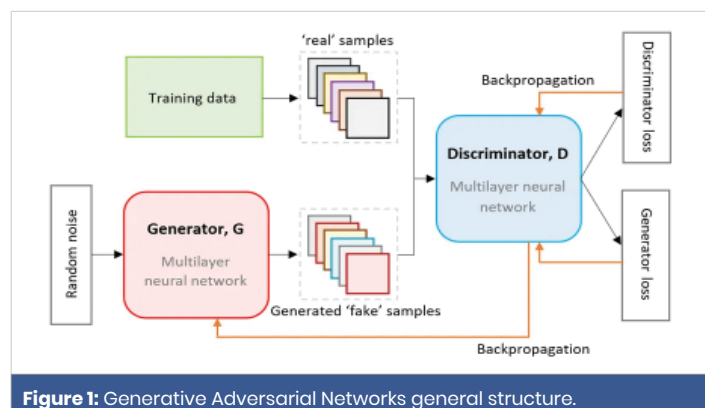 'real' samples
Training data
Backpropagation
Discriminator loss
Discriminator, D
Multilayer neural
network
Random noise
Generator, G
Multilayer
neural network
Generated 'fake' samples
Generator loss
Backpropagation
Figure 1: Generative Adversarial Networks general structure.